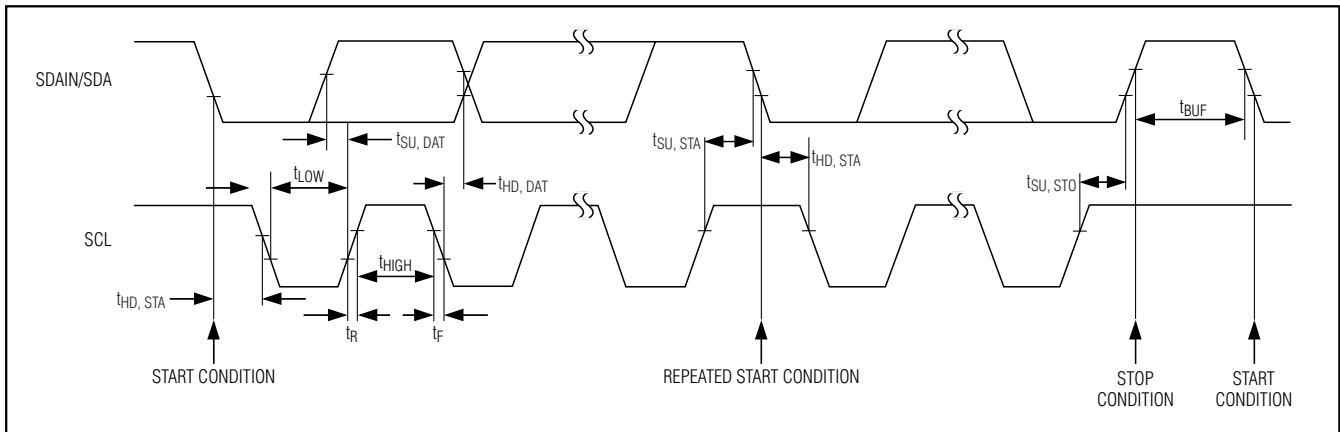 SDAIN/SDA
tBUF
tSU, DAT
tSU, STA
tHD, STA
tLOW
tHD, DAT
tSU, STO
SCL
tHIGH
tHD, STA
tR
tF
START CONDITION
REPEATED START CONDITION
STOP
CONDITION
START
CONDITION